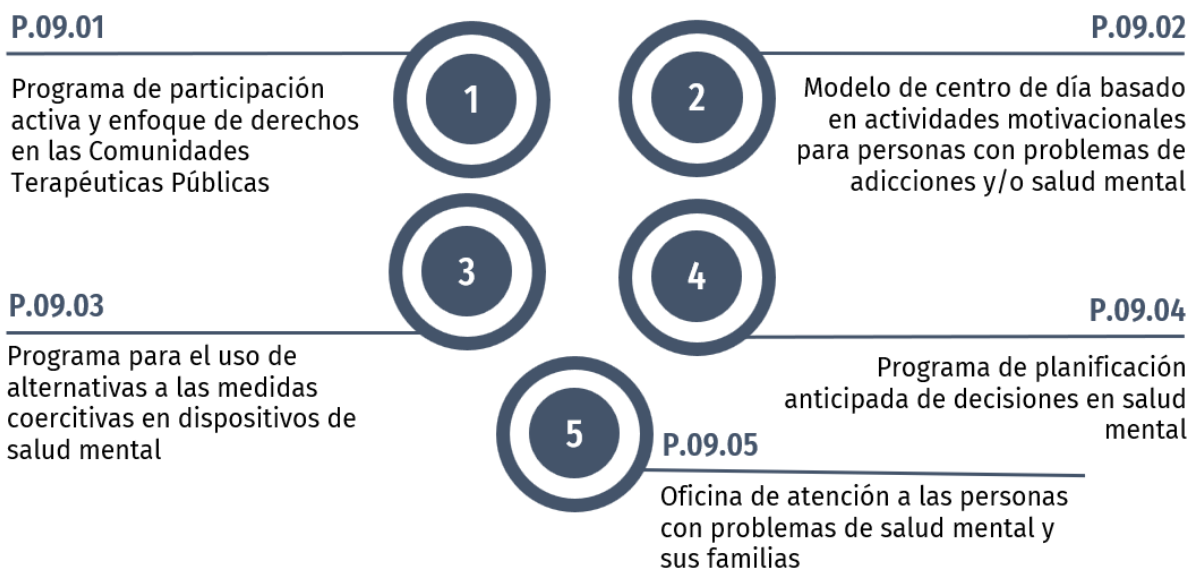 P.09.01
1
Programa de participación
activa y enfoque de derechos
en las Comunidades
Terapéuticas Públicas
P.09.02
2
Modelo de centro de día basado
en actividades motivacionales
para personas con problemas de
adicciones y/o salud mental
P.09.03
3
Programa para el uso de
alternativas a las medidas
coercitivas en dispositivos de
salud mental
P.09.04
4
Programa de planificación
anticipada de decisiones en salud
mental
P.09.05
5
Oficina de atención a las personas
con problemas de salud mental y
sus familias